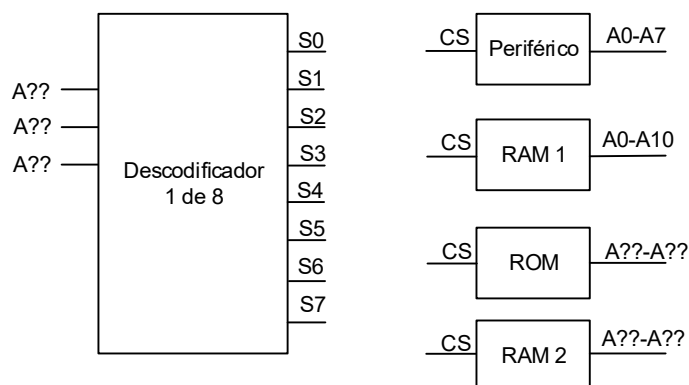 A??
A??
A??
Descodificador
1 de 8
S0
S1
S2
S3
S4
S5
S6
S7
CS
Periférico
A0-A7
CS
RAM 1
A0-A10
CS
ROM
A??-A??
CS
RAM 2
A??-A??